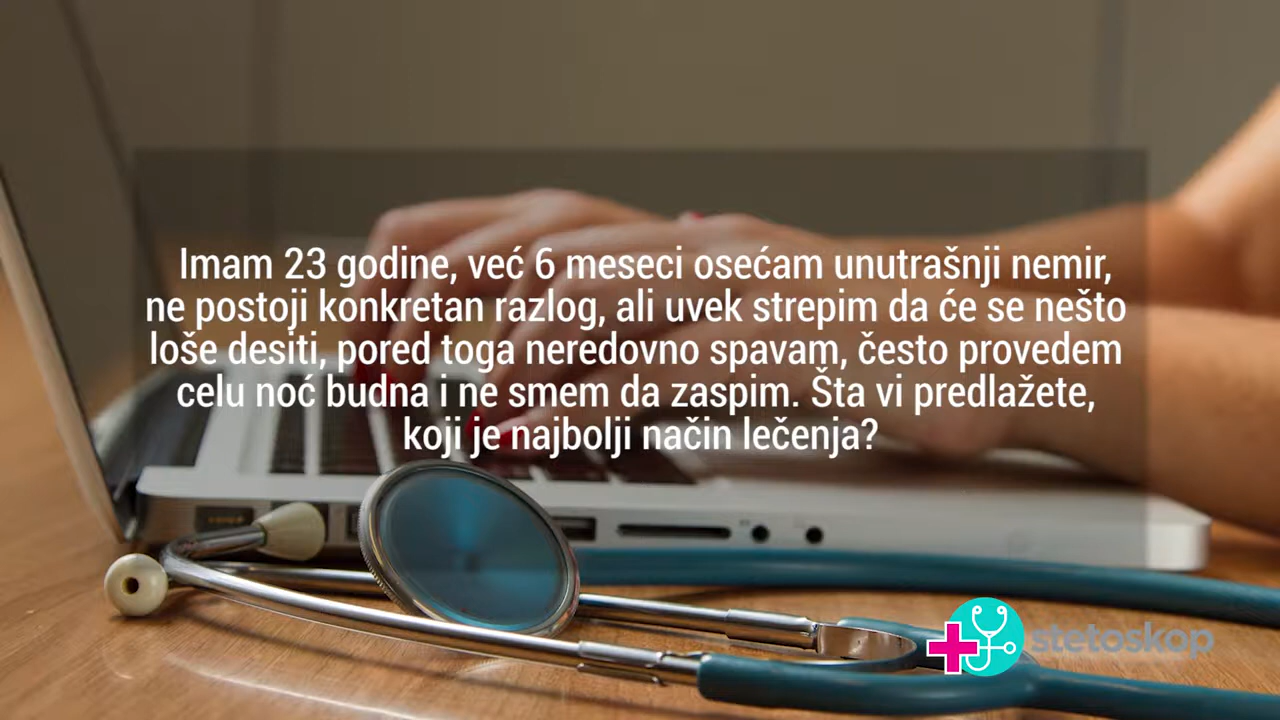 Imam 23 godine, već 6 meseci osećam unutrašnji nemir,
ne postoji konkretan razlog, ali uvek strepim da će se nešto
loše desiti, pored toga neredovno spavam, često provedem
celu noć budna i ne smem da zaspim. Šta vi predlažete,
koji je najbolji način lečenja?
stetoskop